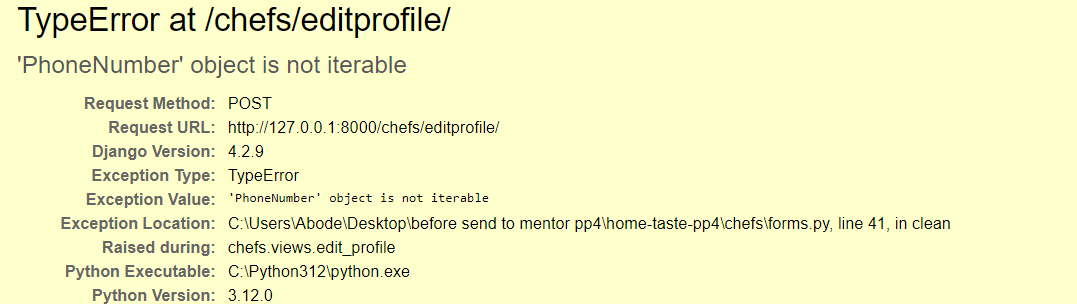 TypeError at /chefs/editprofile/
'PhoneNumber' object is not iterable
Request Method: POST
Request URL: http://127.0.0.1:8000/chefs/editprofile/
Django Version: 4.2.9
Exception Type: TypeError
Exception Value: 'PhoneNumber' object is not iterable
Exception Location: C:\Users\Abode\Desktop\before send to mentor pp4\home-taste-pp4\chefs\forms.py, line 41, in clean
Raised during: chefs.views.edit_profile
Python Executable: C:\Python312\python.exe
Python Version: 3.12.0